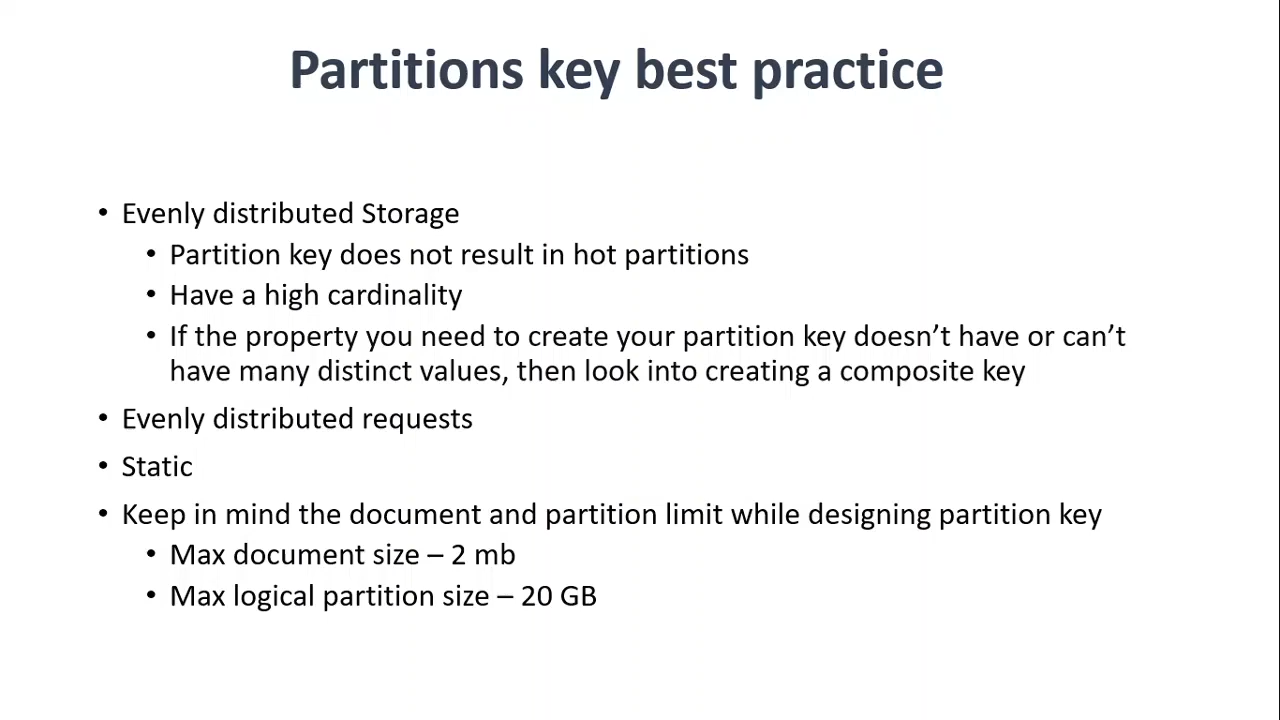 Partitions key best practice
• Evenly distributed Storage
• Partition key does not result in hot partitions
• Have a high cardinality
• If the property you need to create your partition key doesn’t have or can’t
have many distinct values, then look into creating a composite key
• Evenly distributed requests
• Static
• Keep in mind the document and partition limit while designing partition key
• Max document size – 2 mb
• Max logical partition size – 20 GB